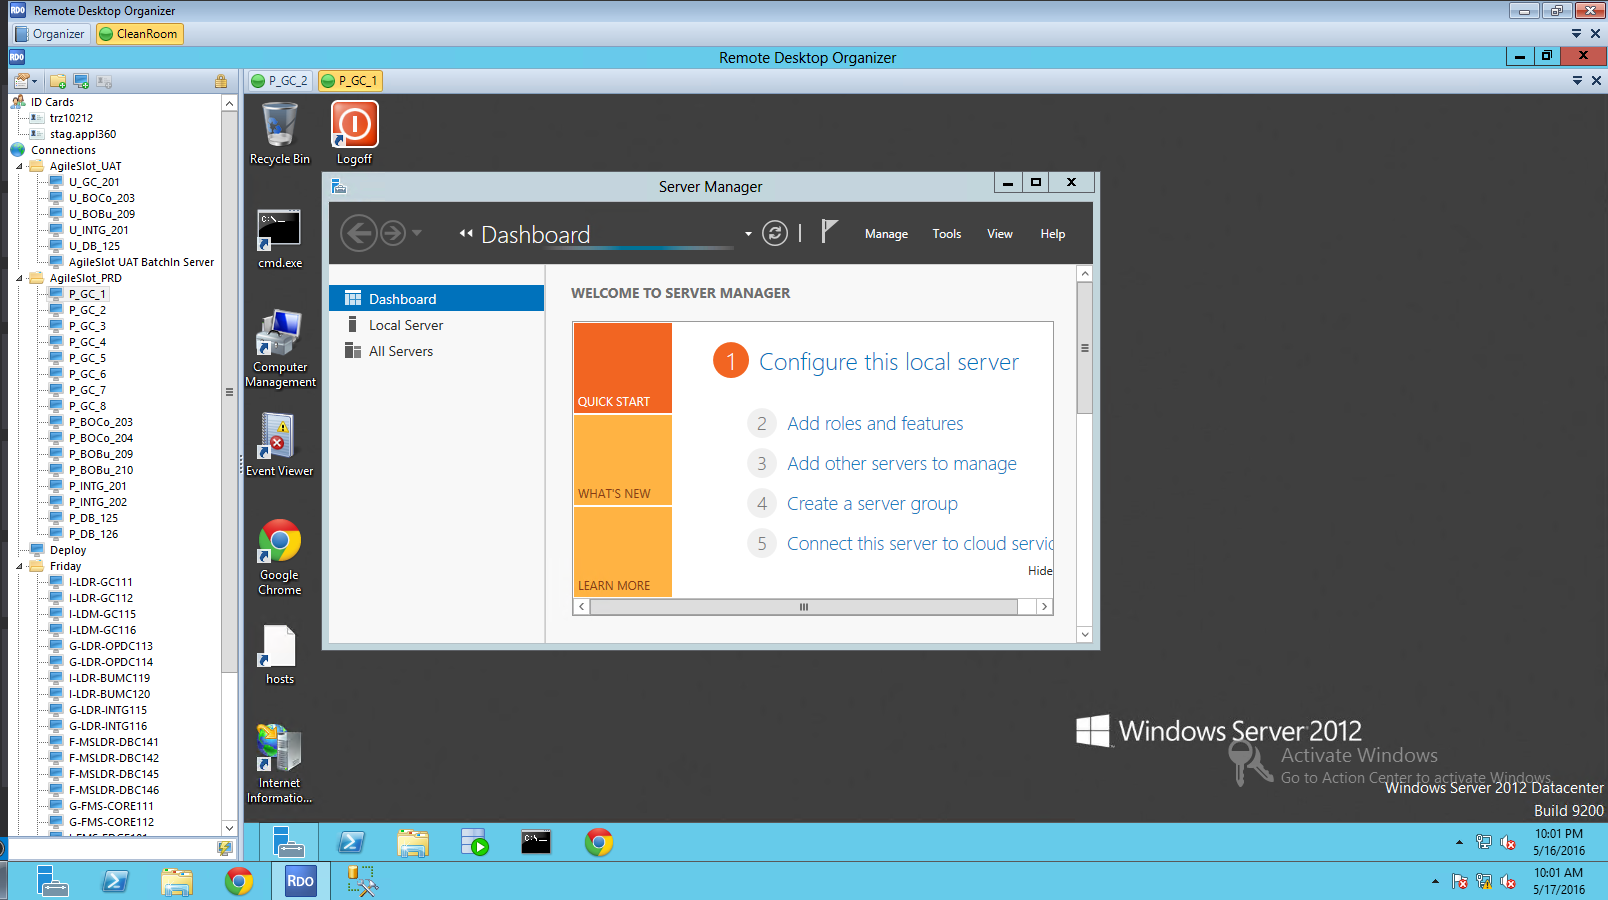 RDO Remote Desktop Organizer
Organizer CleanRoom
RDO Remote Desktop Organizer
P_GC_2 P_GC_1
ID Cards
trz10212
stag.appl360
Connections
AgileSlot_UAT
U_GC_201
U_BOCo_203
U_BOBu_209
U_INTG_201
U_DB_125
AgileSlot UAT BatchIn Server
AgileSlot_PRD
P_GC_1
P_GC_2
P_GC_3
P_GC_4
P_GC_5
P_GC_6
P_GC_7
P_GC_8
P_BOCo_203
P_BOCo_204
P_BOBu_209
P_BOBu_210
P_INTG_201
P_INTG_202
P_DB_125
P_DB_126
Deploy
Friday
I-LDR-GC111
I-LDR-GC112
I-LDM-GC115
I-LDM-GC116
G-LDR-OPDC113
G-LDR-OPDC114
I-LDR-BUMC119
I-LDR-BUMC120
G-LDR-INTG115
G-LDR-INTG116
F-MSLDR-DBC141
F-MSLDR-DBC142
F-MSLDR-DBC145
F-MSLDR-DBC146
G-FMS-CORE111
G-FMS-CORE112
Recycle Bin
Logoff
cmd.exe
Computer
Management
Event Viewer
Google
Chrome
hosts
Internet
Informatio...
Server Manager
Dashboard
Manage Tools View Help
Dashboard
Local Server
All Servers
WELCOME TO SERVER MANAGER
QUICK START
WHAT'S NEW
LEARN MORE
1 Configure this local server
2 Add roles and features
3 Add other servers to manage
4 Create a server group
5 Connect this server to cloud servic
Hide
Windows Server 2012
Activate Windows
Go to Action Center to activate Windows.
Windows Server 2012 Datacenter
Build 9200
10:01 PM
5/16/2016
RDO
10:01 AM
5/17/2016